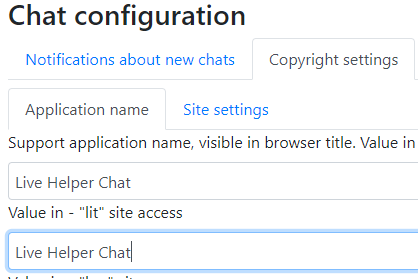 Chat configuration
Notifications about new chats Copyright settings
Application name Site settings
Support application name, visible in browser title. Value in
Live Helper Chat
Value in - "lit" site access
Live Helper Chat